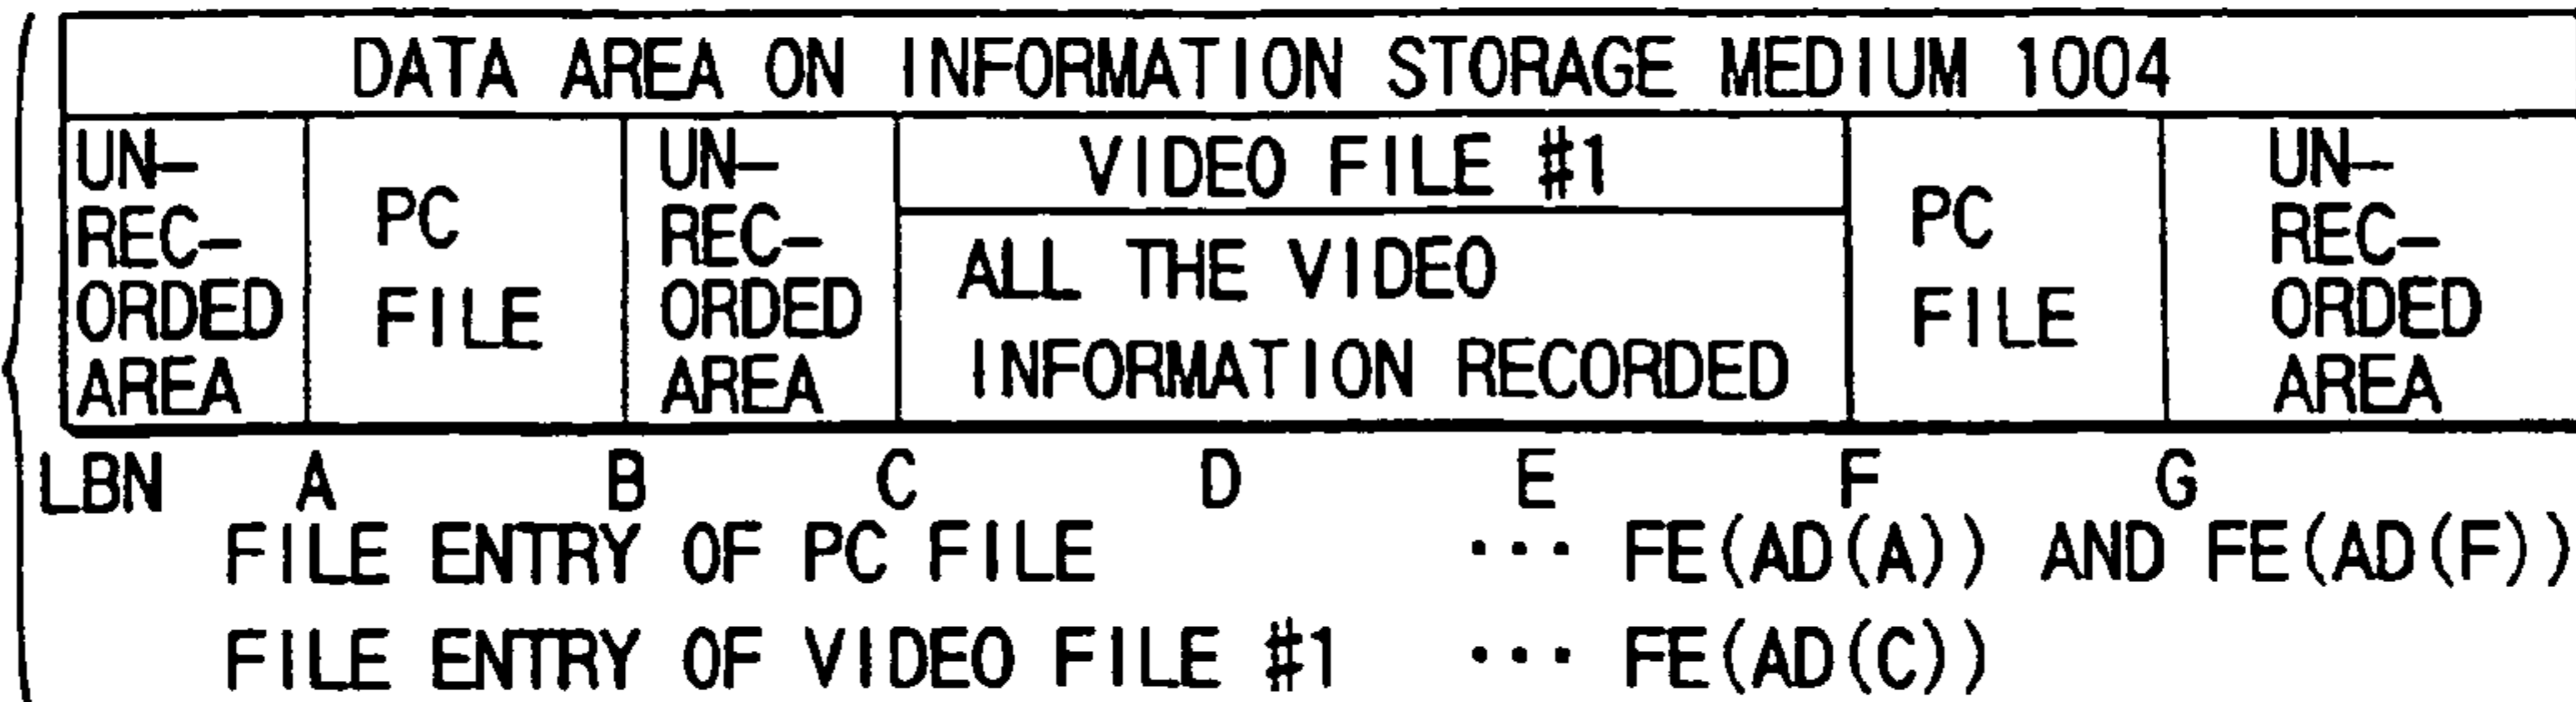 DATA AREA ON INFORMATION STORAGE MEDIUM 1004
UN-
REC-
ORDED
AREA
PC
FILE
UN-
REC-
ORDED
AREA
VIDEO FILE #1
ALL THE VIDEO
INFORMATION RECORDED
PC
FILE
UN-
REC-
ORDED
AREA
LBN A B C D E F G
FILE ENTRY OF PC FILE ··· FE(AD(A)) AND FE(AD(F))
FILE ENTRY OF VIDEO FILE #1 ··· FE(AD(C))